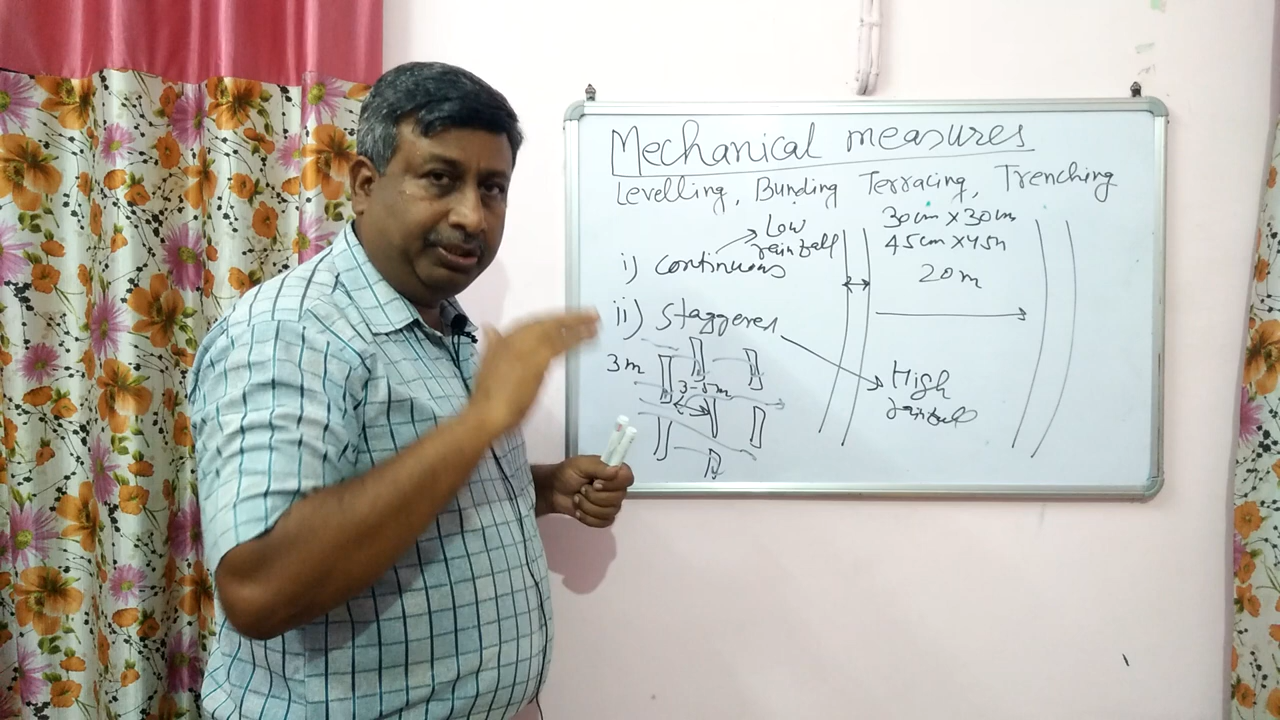 Mechanical measures
Levelling, Bunding Terracing, Trenching
i) Continuous
Low
rainfall
30cm x 30cm
45cm x 45
20m
ii) Staggered
3m
3-5m
High
rainfall